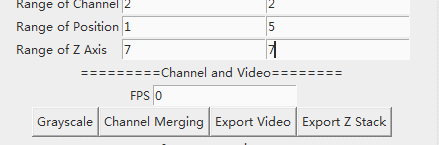 Range of Channel 2 2
Range of Position 1 5
Range of Z Axis 7 7
=========Channel and Video========
FPS 0
Grayscale Channel Merging Export Video Export Z Stack